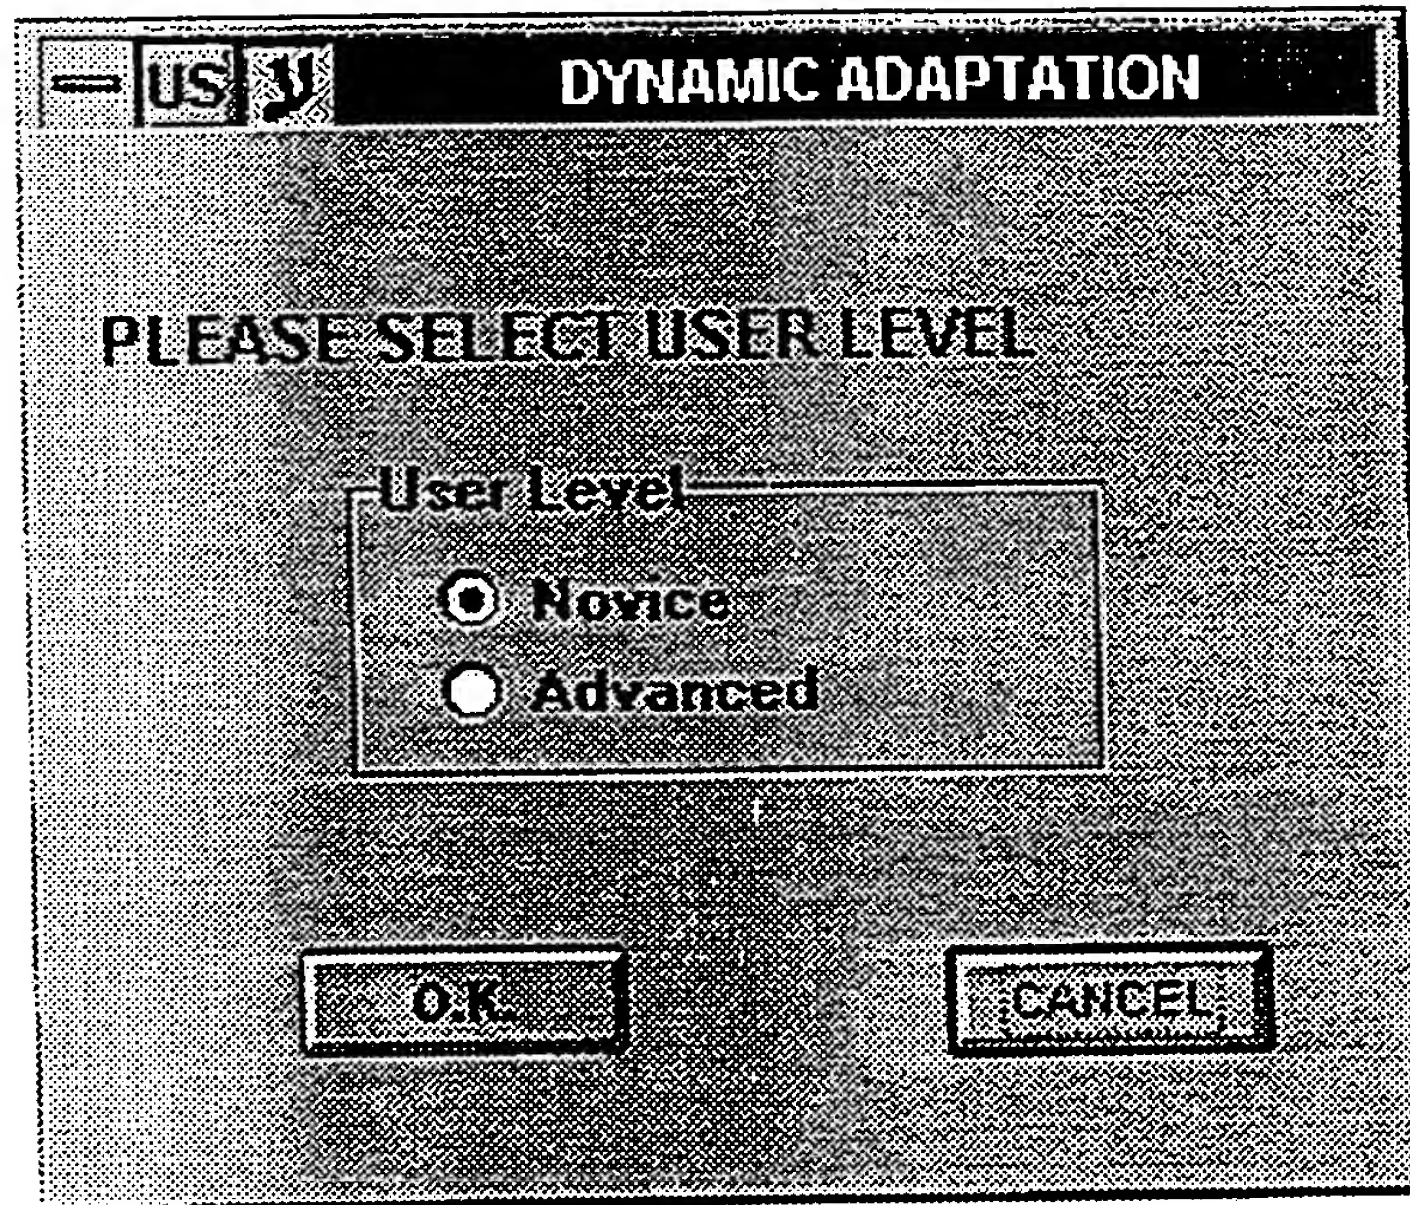 US y DYNAMIC ADAPTATION
PLEASE SELECT USER LEVEL
User Level
Novice
Advanced
O.K.
CANCEL